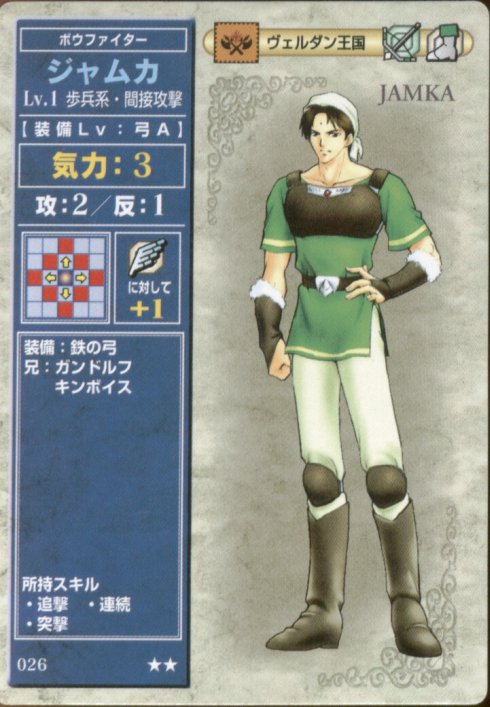 ボウファイター
ジャムカ
Lv.1 歩兵系・間接攻撃
【装備Lv：弓A】
気力：3
攻：2／反：1
に対して
+1
装備：鉄の弓
兄：ガンドルフ
キンボイス
所持スキル
・追撃 ・連続
・突撃
026
★★
ヴェルダン王国
JAMKA